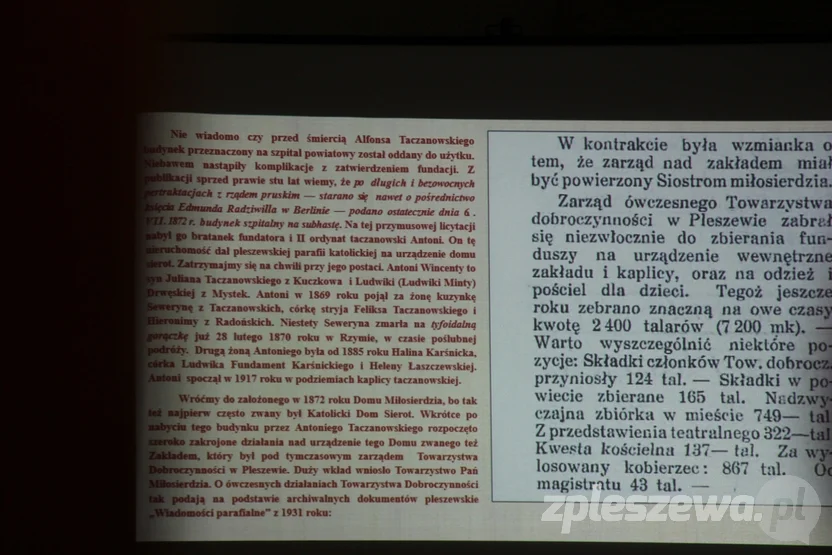 Nie wiadomo czy przed śmiercią Alfonsa Taczanowskiego
budynek przeznaczony na szpital powiatowy został oddany do użytku.
Niebawem nastąpiły komplikacje z zatwierdzeniem fundacji. Z
publikacji sprzed prawie stu lat wiemy, że po długich i bezowocnych
pertraktacjach z rządem pruskim — starano się nawet o pośrednictwo
księcia Edmunda Radziwilla w Berlinie — podano ostatecznie dnia 6 .
VII. 1872 r. budynek szpitalny na subhastę. Na tej przymusowej licytacji
nabył go bratanek fundatora i II ordynat taczanowski Antoni. On tę
nieruchomość dał pleszewskiej parafii katolickiej na urządzenie domu
sierot. Zatrzymajmy się na chwili przy jego postaci. Antoni Wincenty to
syn Juliana Taczanowskiego z Kuczkowa i Ludwiki (Ludwiki Minty)
Drwęskiej z Mystek. Antoni w 1869 roku pojął za żonę kuzynkę
Sewerynę z Taczanowskich, córkę stryja Feliksa Taczanowskiego i
Hieronimy z Radońskich. Niestety Seweryna zmarła na tyfoidalną
gorączkę już 28 lutego 1870 roku w Rzymie, w czasie poślubnej
podróży. Drugą żoną Antoniego była od 1885 roku Halina Karśnicka,
córka Ludwika Fundament Karśnickiego i Heleny Łaszczewskiej.
Antoni spoczął w 1917 roku w podziemiach kaplicy taczanowskiej.
Wróćmy do założonego w 1872 roku Domu Miłosierdzia, bo tak
też najpierw często zwany był Katolicki Dom Sierot. Wkrótce po
nabyciu tego budynku przez Antoniego Taczanowskiego rozpoczęto
szeroko zakrojone działania nad urządzenie tego Domu zwanego też
Zakładem, który był pod tymczasowym zarządem Towarzystwa
Dobroczynności w Pleszewie. Duży wkład wniosło Towarzystwo Pań
Miłosierdzia. O ówczesnych działaniach Towarzystwa Dobroczynności
tak podają na podstawie archiwalnych dokumentów pleszewskie
„Wiadomości parafialne" z 1931 roku:
W kontrakcie była wzmianka o
tem, że zarząd nad zakładem miał
być powierzony Siostrom miłosierdzia.
Zarząd ówczesnego Towarzystwa
dobroczynności w Pleszewie zabrał
się niezwłocznie do zbierania fun-
duszy na urządzenie wewnętrzne
zakładu i kaplicy, oraz na odzież i
pościel dla dzieci. Tegoż jeszcze
roku zebrano znaczną na owe czasy
kwotę 2 400 talarów (7 200 mk). —
Warto wyszczególnić niektóre po-
zycje: Składki członków Tow. dobrocz.
przyniosły 124 tal. — Składki w po-
wiecie zbierane 165 tal. Nadzwy-
czajna zbiórka w mieście 749— tal.
Z przedstawienia teatralnego 322—tal.
Kwesta kościelna 137— tal. Za wy-
losowany kobierzec: 867 tal. Od
magistratu 43 tal. —
zpleszewa.pl